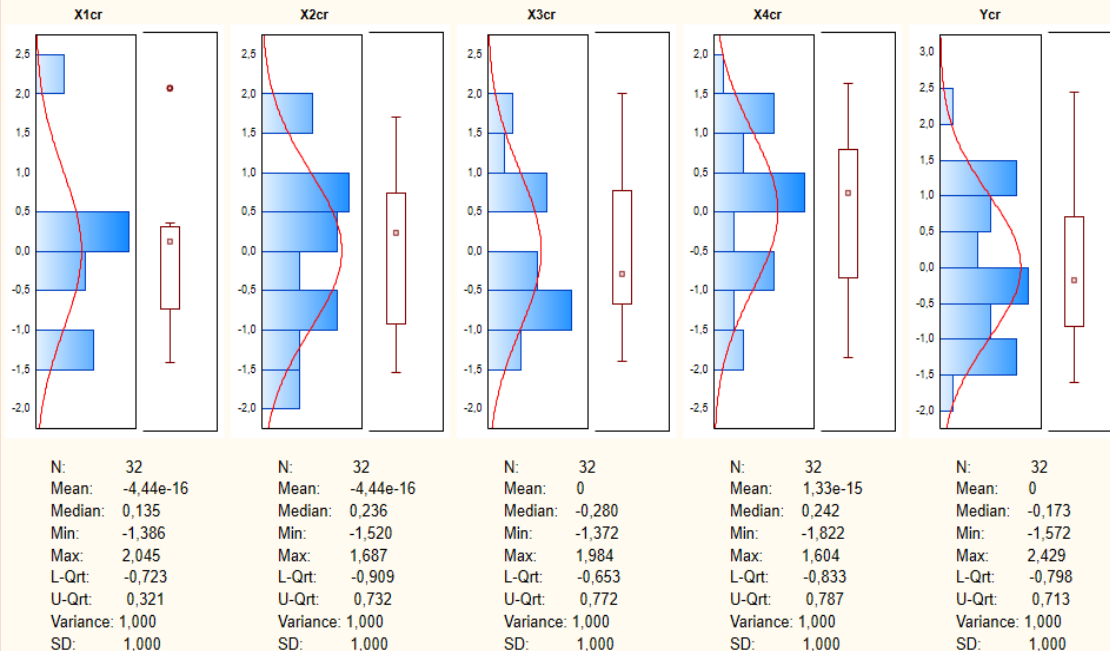 X1cr X2cr X3cr X4cr Ycr
2,5
2,0
1,5
1,0
0,5
0,0
-0,5
-1,0
-1,5
-2,0
2,5
2,0
1,5
1,0
0,5
0,0
-0,5
-1,0
-1,5
-2,0
2,5
2,0
1,5
1,0
0,5
0,0
-0,5
-1,0
-1,5
-2,0
2,0
1,5
1,0
0,5
0,0
-0,5
-1,0
-1,5
-2,0
-2,5
3,0
2,5
2,0
1,5
1,0
0,5
0,0
-0,5
-1,0
-1,5
-2,0
N: 32
Mean: -4,44e-16
Median: 0,135
Min: -1,386
Max: 2,045
L-Qrt: -0,723
U-Qrt: 0,321
Variance: 1,000
SD: 1,000
N: 32
Mean: -4,44e-16
Median: 0,236
Min: -1,520
Max: 1,687
L-Qrt: -0,909
U-Qrt: 0,732
Variance: 1,000
SD: 1,000
N: 32
Mean: 0
Median: -0,280
Min: -1,372
Max: 1,984
L-Qrt: -0,653
U-Qrt: 0,772
Variance: 1,000
SD: 1,000
N: 32
Mean: 1,33e-15
Median: 0,242
Min: -1,822
Max: 1,604
L-Qrt: -0,833
U-Qrt: 0,787
Variance: 1,000
SD: 1,000
N: 32
Mean: 0
Median: -0,173
Min: -1,572
Max: 2,429
L-Qrt: -0,798
U-Qrt: 0,713
Variance: 1,000
SD: 1,000